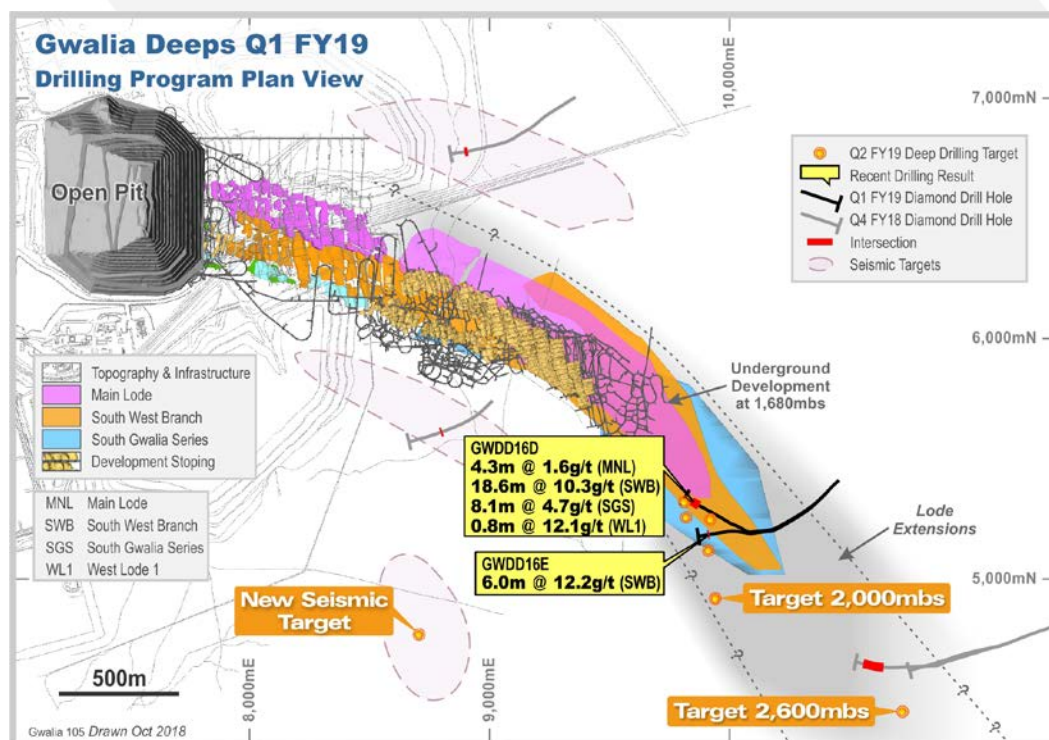 Gwalia Deeps Q1 FY19
Drilling Program Plan View
10,000mE
7,000mN
Open Pit
Q2 FY19 Deep Drilling Target
Recent Drilling Result
Q1 FY19 Diamond Drill Hole
Q4 FY18 Diamond Drill Hole
Intersection
Seismic Targets
?
?
6,000mN
Topography & Infrastructure
Main Lode
South West Branch
South Gwalia Series
Development Stoping
Underground
Development
at 1,680mbs
MNL Main Lode
SWB South West Branch
SGS South Gwalia Series
WL1 West Lode 1
GWDD16D
4.3m @ 1.6g/t (MNL)
18.6m @ 10.3g/t (SWB)
8.1m @ 4.7g/t (SGS)
0.8m @ 12.1g/t (WL1)
GWDD16E
6.0m @ 12.2g/t (SWB)
Lode
Extensions
5,000mN
?
?
New Seismic
Target
Target 2,000mbs
?
?
Target 2,600mbs
500m
8,000mE
9,000mE
Gwalia 105 Drawn Oct 2018